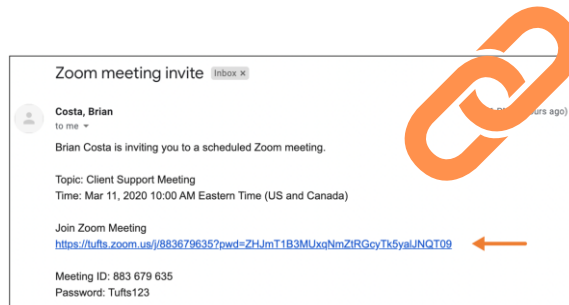 Zoom meeting invite Inbox x
Costa, Brian urs ago)
to me
Brian Costa is inviting you to a scheduled Zoom meeting.
Topic: Client Support Meeting
Time: Mar 11, 2020 10:00 AM Eastern Time (US and Canada)
Join Zoom Meeting
https://tufts.zoom.us/j/883679635?pwd=ZHJmT1B3MUxqNmZtRGcyTk5yalJNQT09
Meeting ID: 883 679 635
Password: Tufts123